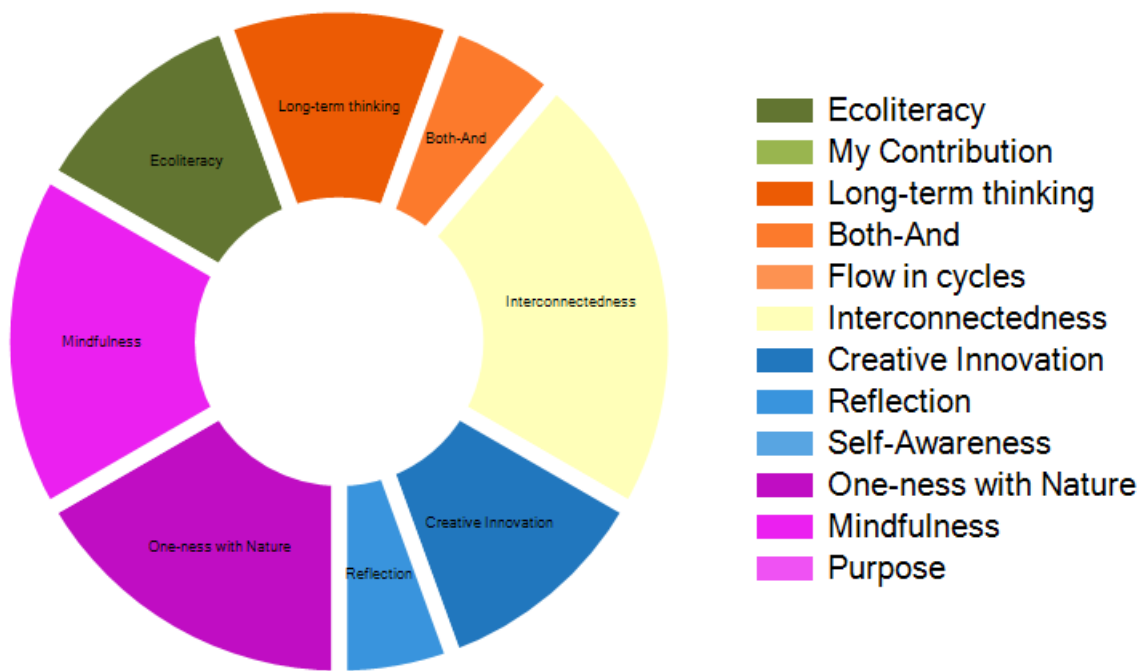 Long-term thinking
Both-And
Ecoliteracy
Interconnectedness
Mindfulness
Creative Innovation
One-ness with Nature
Reflection
Ecoliteracy
My Contribution
Long-term thinking
Both-And
Flow in cycles
Interconnectedness
Creative Innovation
Reflection
Self-Awareness
One-ness with Nature
Mindfulness
Purpose